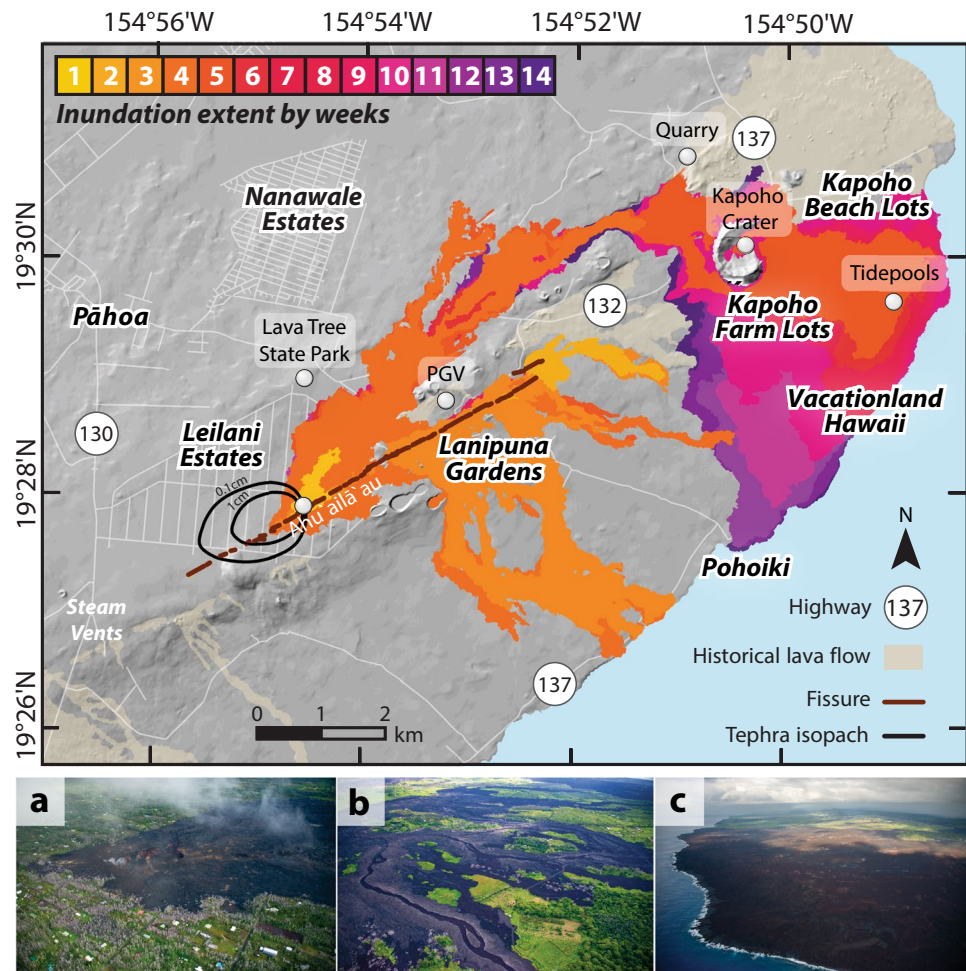 154°56'W
154°54'W
154°52'W
154°50'W
1 2 3 4 5 6 7 8 9 10 11 12 13 14
Inundation extent by weeks
Quarry
137
Nanawale
Estates
Kapoho
Beach Lots
Kapoho
Crater
19°30'N
Tidepools
Pāhoa
132
Kapoho
Farm Lots
Lava Tree
State Park
PGV
Vacationland
Hawaii
130
Leilani
Estates
Lanipuna
Gardens
19°28'N
0.1cm
1cm
Ahuʻailāʻau
N
Pohoiki
Highway
137
Steam
Vents
Historical lava flow
137
Fissure
19°26'N
0 1 2
km
Tephra isopach
a
b
c